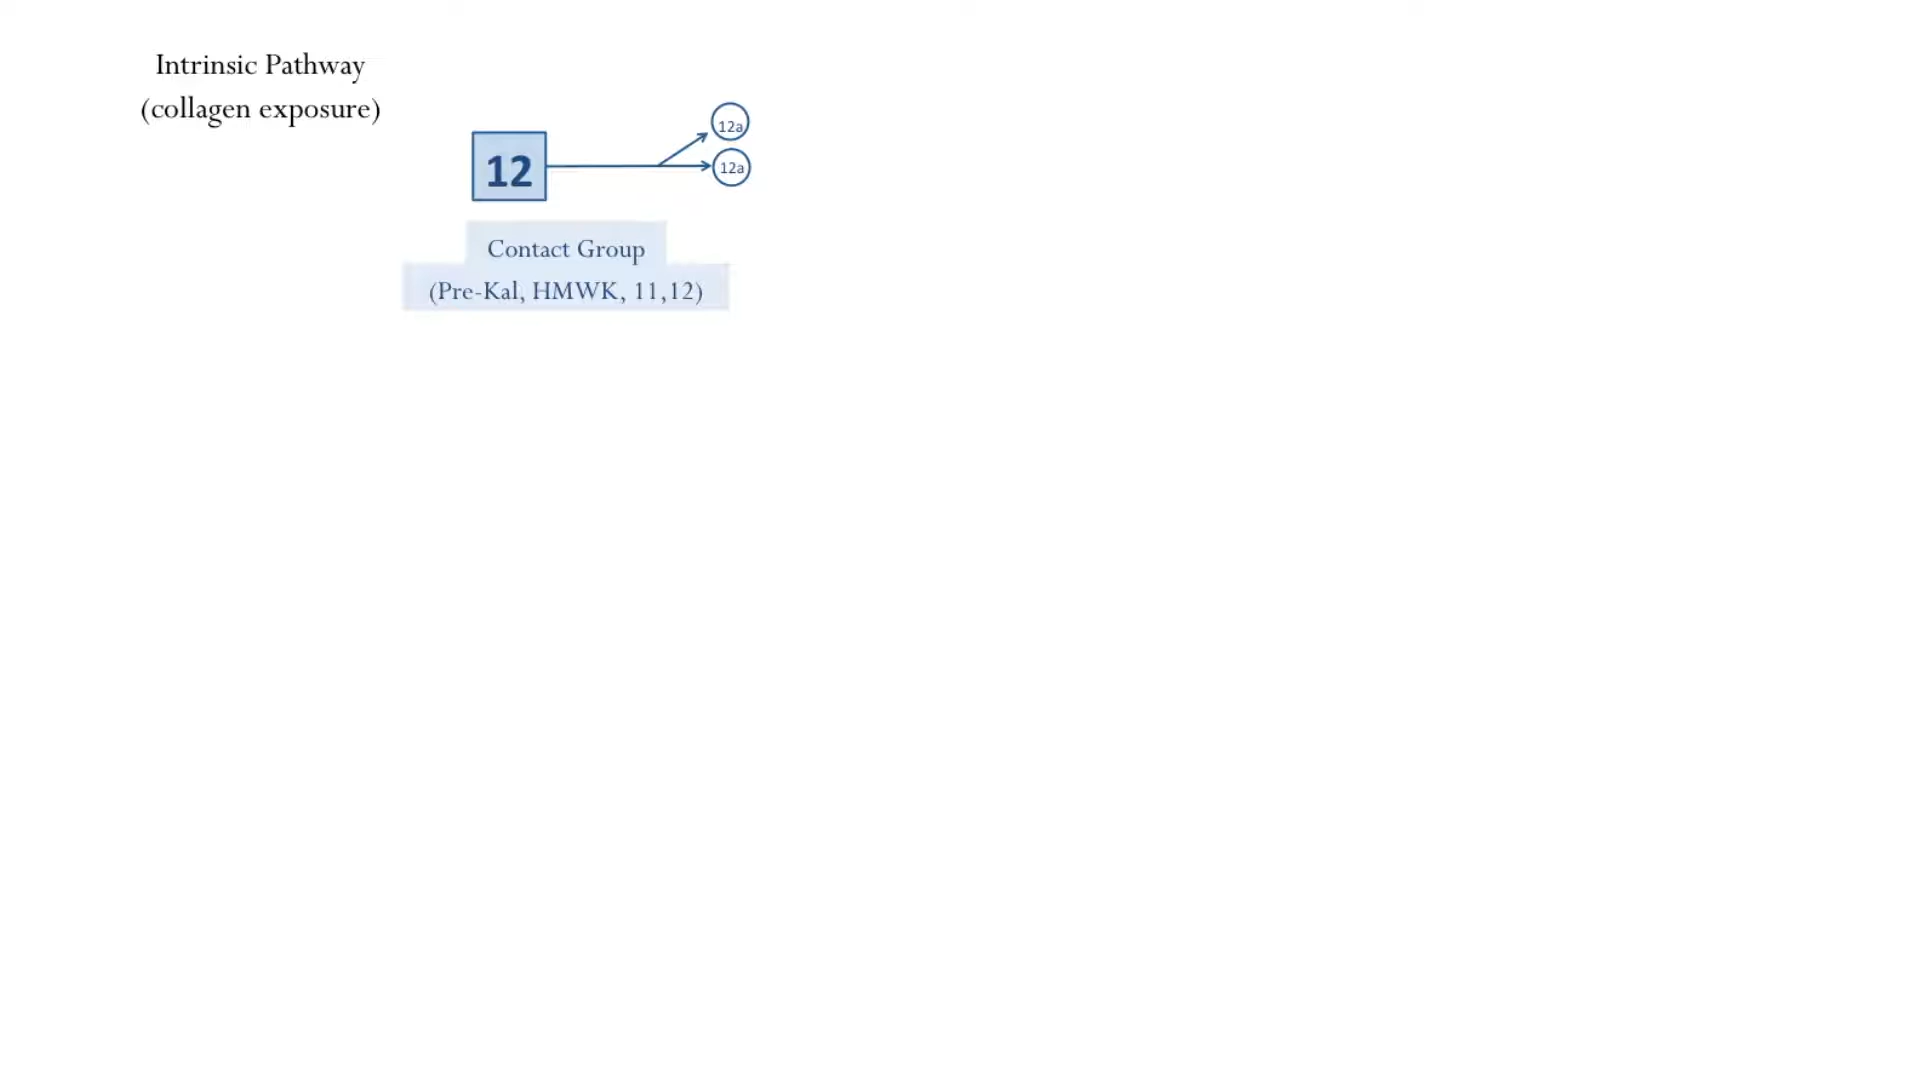 Intrinsic Pathway
(collagen exposure)
12a
12
12a
Contact Group
(Pre-Kal, HMWK, 11,12)